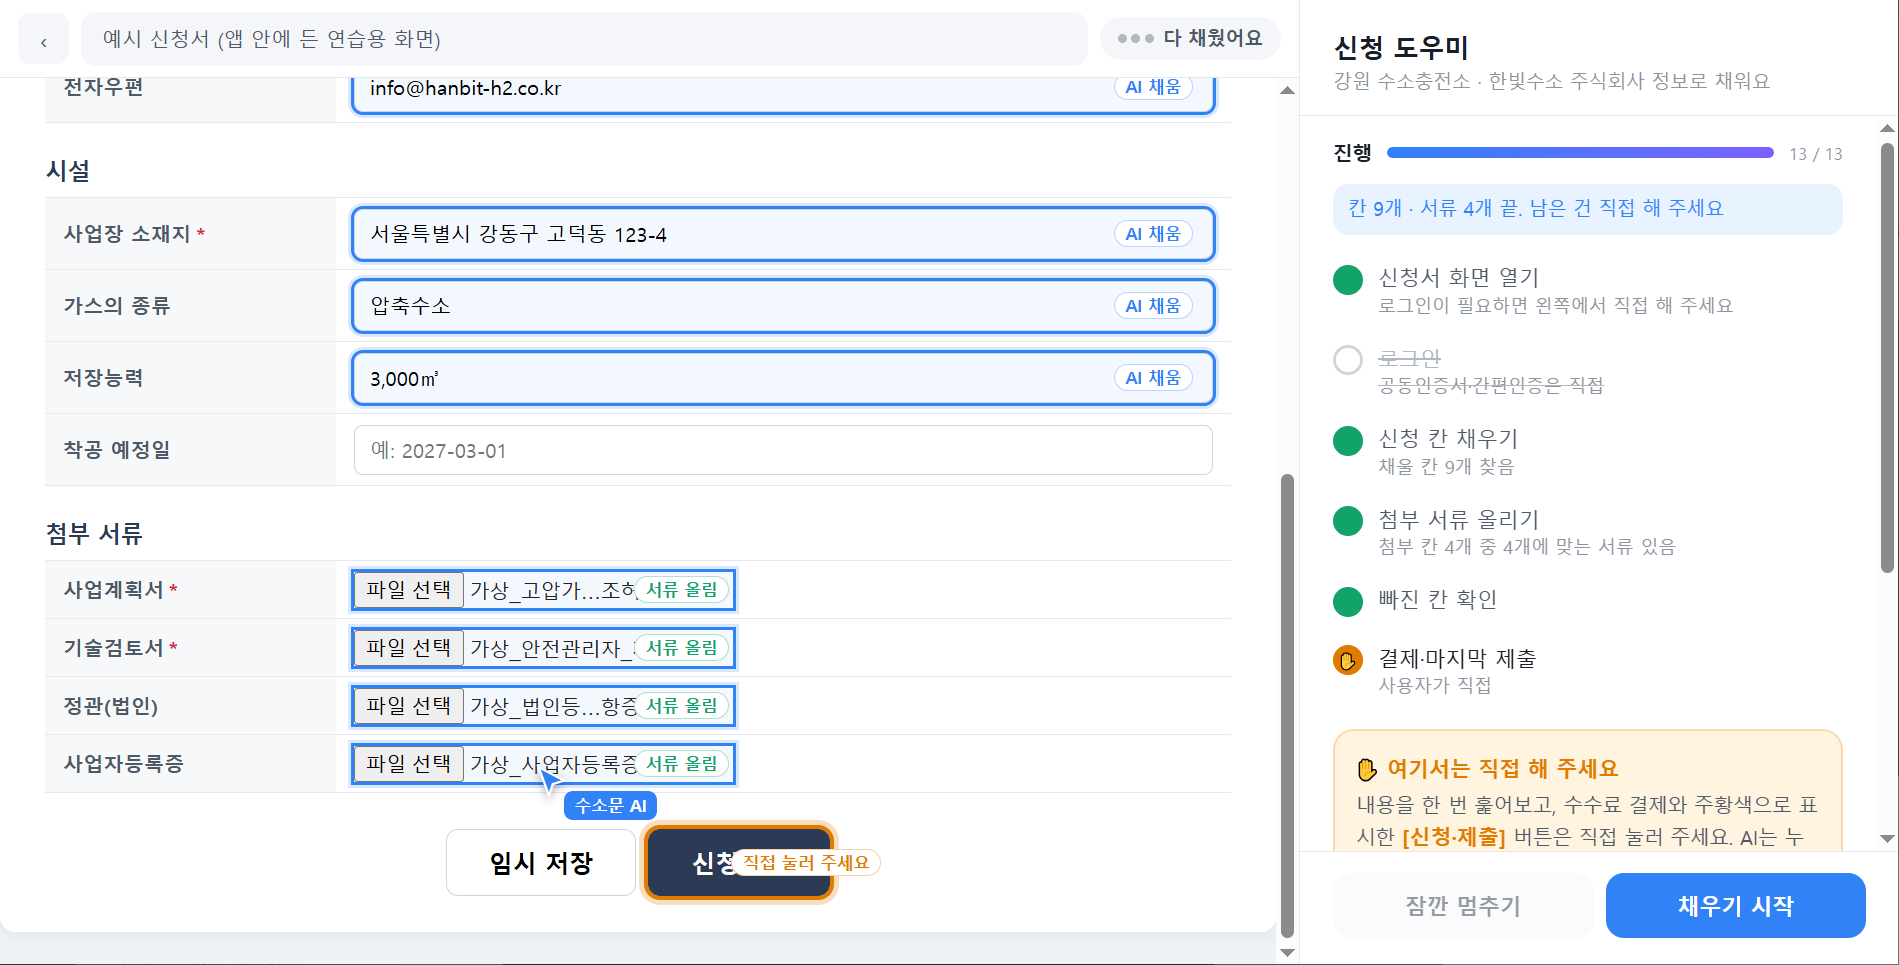 예시 신청서 (앱 안에 든 연습용 화면)
다 채웠어요
전자우편
info@hanbit-h2.co.kr
AI 채움
시설
사업장 소재지 *
서울특별시 강동구 고덕동 123-4
AI 채움
가스의 종류
압축수소
AI 채움
저장능력
3,000㎥
AI 채움
착공 예정일
예: 2027-03-01
첨부 서류
사업계획서 *
파일 선택 가상_고압가...조허
서류 올림
기술검토서 *
파일 선택 가상_안전관리자_
서류 올림
정관(법인)
파일 선택 가상_법인등...항증
서류 올림
사업자등록증
파일 선택 가상_사업자등록증
서류 올림
수소문 AI
임시 저장
신청
직접 눌러 주세요
신청 도우미
강원 수소충전소 · 한빛수소 주식회사 정보로 채워요
진행
13 / 13
칸 9개 · 서류 4개 끝. 남은 건 직접 해 주세요
신청서 화면 열기
로그인이 필요하면 왼쪽에서 직접 해 주세요
로그인
공동인증서·간편인증은 직접
신청 칸 채우기
채울 칸 9개 찾음
첨부 서류 올리기
첨부 칸 4개 중 4개에 맞는 서류 있음
빠진 칸 확인
결제·마지막 제출
사용자가 직접
여기서는 직접 해 주세요
내용을 한 번 훑어보고, 수수료 결제와 주황색으로 표
시한 [신청·제출] 버튼은 직접 눌러 주세요. AI는 누
잠깐 멈추기
채우기 시작